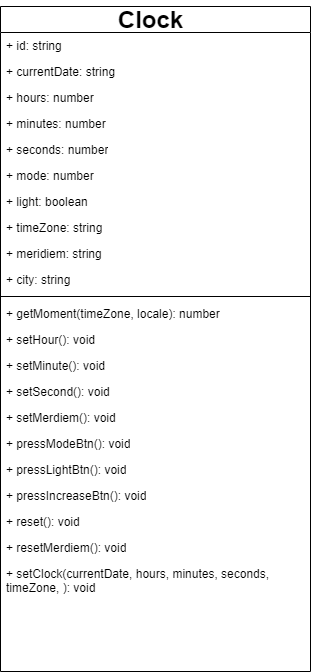 Clock
+ id: string
+ currentDate: string
+ hours: number
+ minutes: number
+ seconds: number
+ mode: number
+ light: boolean
+ timeZone: string
+ meridiem: string
+ city: string
+ getMoment(timeZone, locale): number
+ setHour(): void
+ setMinute(): void
+ setSecond(): void
+ setMerdiem(): void
+ pressModeBtn(): void
+ pressLightBtn(): void
+ pressIncreaseBtn(): void
+ reset(): void
+ resetMerdiem(): void
+ setClock(currentDate, hours, minutes, seconds,
timeZone, ): void